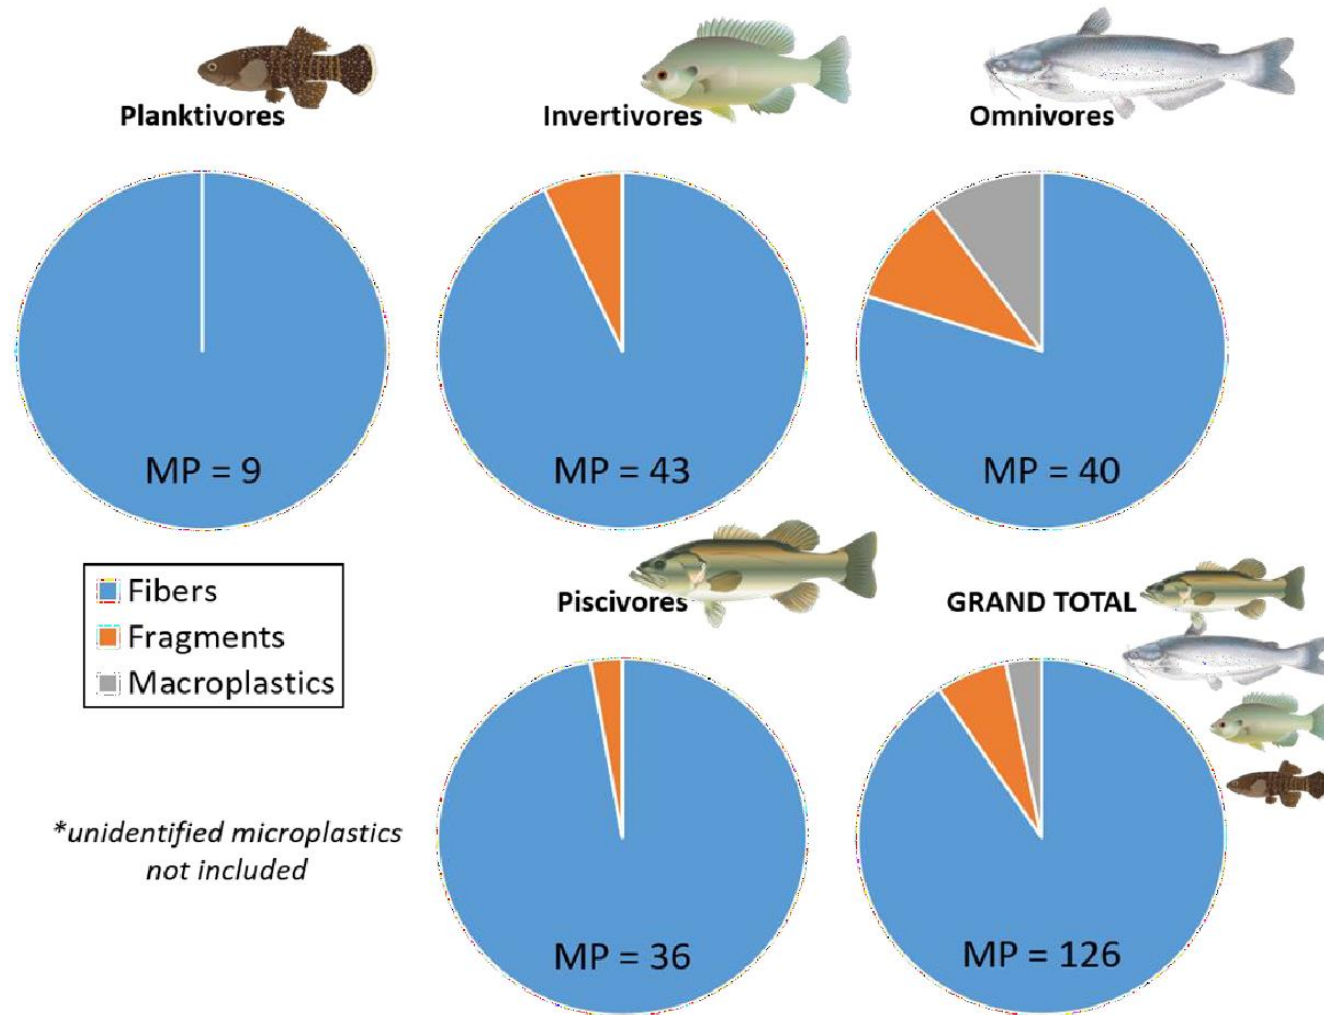 Planktivores
Invertivores
Omnivores
MP = 9
MP = 43
MP = 40
Fibers
Fragments
Macroplastics
Piscivores
GRAND TOTAL
*unidentified microplastics
not included
MP = 36
MP = 126